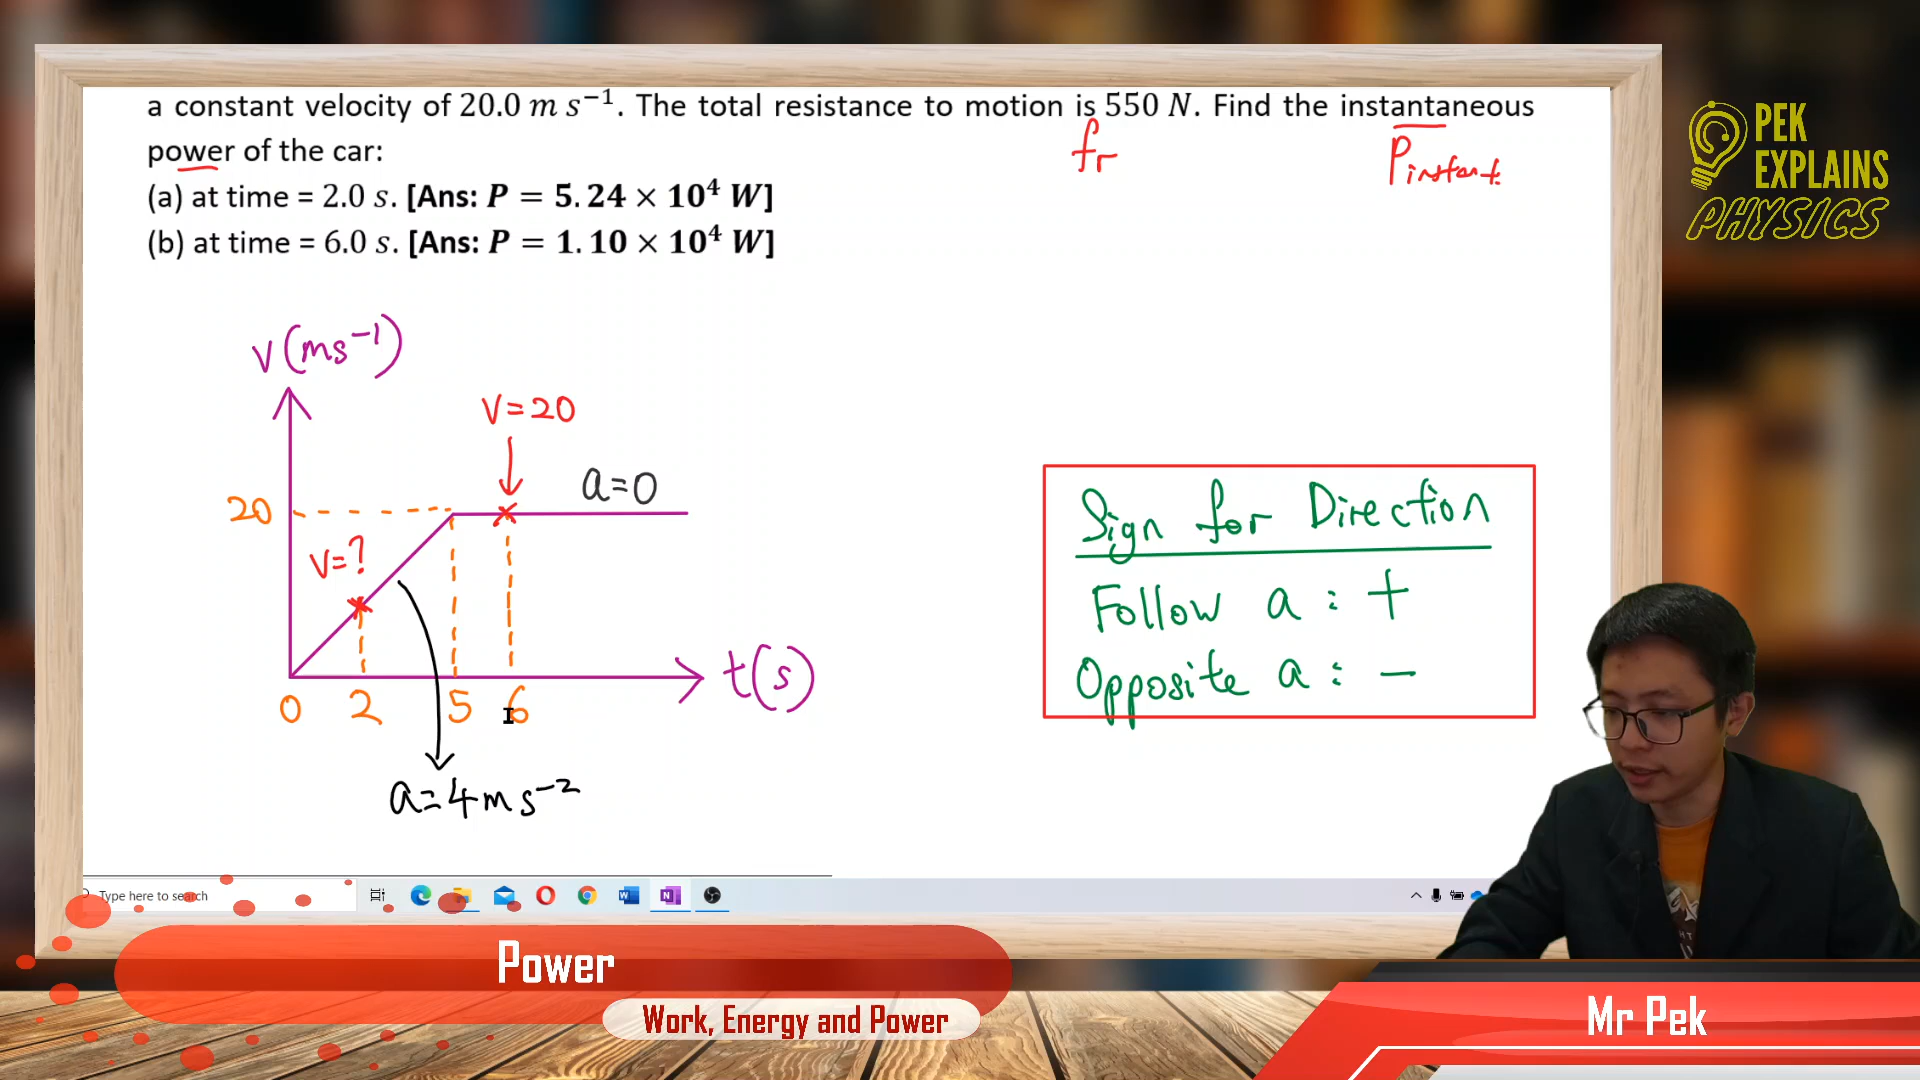 a constant velocity of 20.0 m s⁻¹. The total resistance to motion is 550 N. Find the instantaneous
fr
Pinstant.
power of the car:
(a) at time = 2.0 s. [Ans: P = 5.24 × 10⁴ W]
(b) at time = 6.0 s. [Ans: P = 1.10 × 10⁴ W]
PEK
EXPLAINS
PHYSICS
v(ms⁻¹)
v=20
a=0
20
v=?
t(s)
0 2 5 6
a=4ms⁻²
Sign for Direction
Follow a : +
Opposite a : −
Type here to search
Power
Work, Energy and Power
Mr Pek